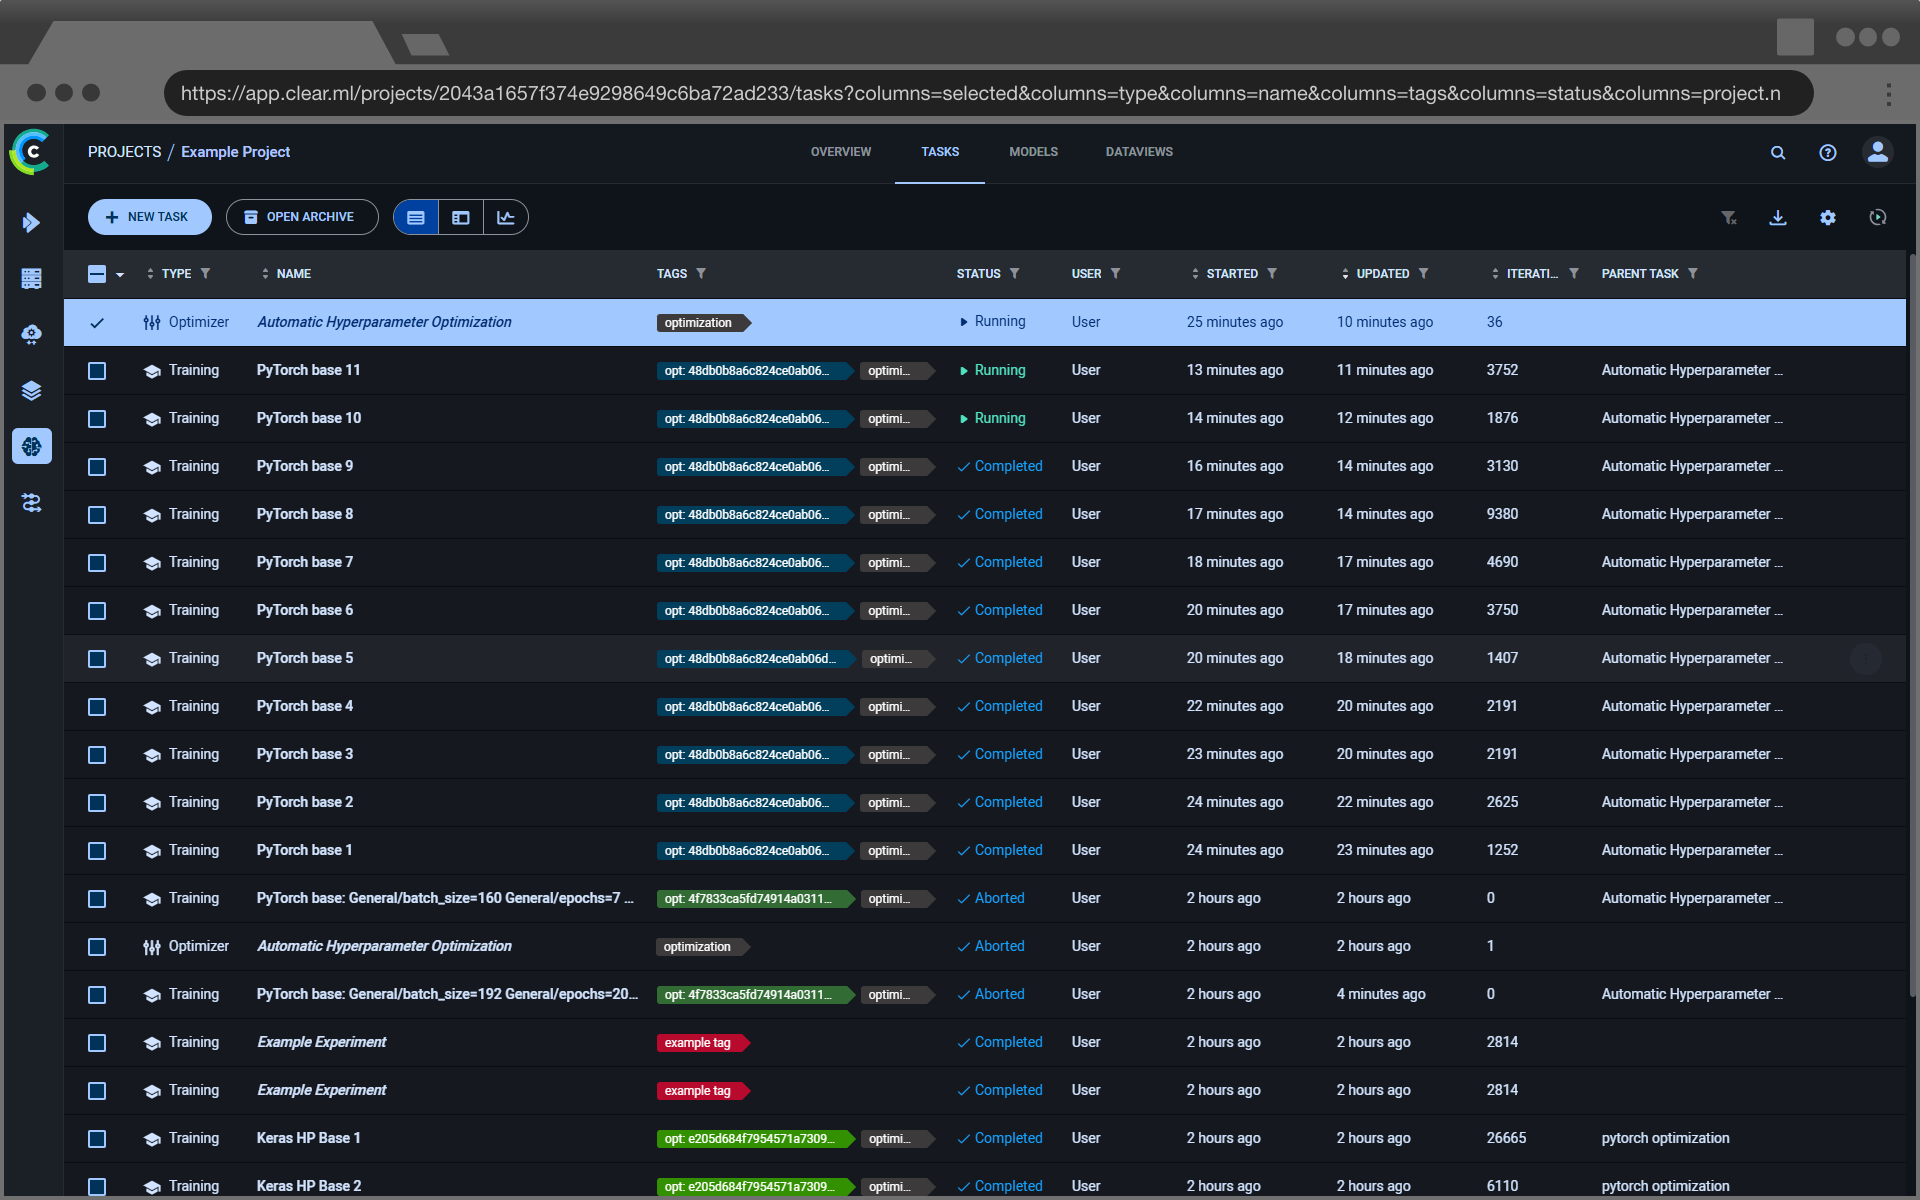 https://app.clear.ml/projects/2043a1657f374e9298649c6ba72ad233/tasks?columns=selected&columns=type&columns=name&columns=tags&columns=status&columns=project.n
PROJECTS / Example Project OVERVIEW TASKS MODELS DATAVIEWS
+ NEW TASK OPEN ARCHIVE
TYPE NAME TAGS STATUS USER STARTED UPDATED ITERATI... PARENT TASK
Optimizer Automatic Hyperparameter Optimization optimization Running User 25 minutes ago 10 minutes ago 36
Training PyTorch base 11 opt: 48db0b8a6c824ce0ab06... optimi... Running User 13 minutes ago 11 minutes ago 3752 Automatic Hyperparameter ...
Training PyTorch base 10 opt: 48db0b8a6c824ce0ab06... optimi... Running User 14 minutes ago 12 minutes ago 1876 Automatic Hyperparameter ...
Training PyTorch base 9 opt: 48db0b8a6c824ce0ab06... optimi... Completed User 16 minutes ago 14 minutes ago 3130 Automatic Hyperparameter ...
Training PyTorch base 8 opt: 48db0b8a6c824ce0ab06... optimi... Completed User 17 minutes ago 14 minutes ago 9380 Automatic Hyperparameter ...
Training PyTorch base 7 opt: 48db0b8a6c824ce0ab06... optimi... Completed User 18 minutes ago 17 minutes ago 4690 Automatic Hyperparameter ...
Training PyTorch base 6 opt: 48db0b8a6c824ce0ab06... optimi... Completed User 20 minutes ago 17 minutes ago 3750 Automatic Hyperparameter ...
Training PyTorch base 5 opt: 48db0b8a6c824ce0ab06d... optimi... Completed User 20 minutes ago 18 minutes ago 1407 Automatic Hyperparameter ...
Training PyTorch base 4 opt: 48db0b8a6c824ce0ab06... optimi... Completed User 22 minutes ago 20 minutes ago 2191 Automatic Hyperparameter ...
Training PyTorch base 3 opt: 48db0b8a6c824ce0ab06... optimi... Completed User 23 minutes ago 20 minutes ago 2191 Automatic Hyperparameter ...
Training PyTorch base 2 opt: 48db0b8a6c824ce0ab06... optimi... Completed User 24 minutes ago 22 minutes ago 2625 Automatic Hyperparameter ...
Training PyTorch base 1 opt: 48db0b8a6c824ce0ab06... optimi... Completed User 24 minutes ago 23 minutes ago 1252 Automatic Hyperparameter ...
Training PyTorch base: General/batch_size=160 General/epochs=7 ... opt: 4f7833ca5fd74914a0311... optimi... Aborted User 2 hours ago 2 hours ago 0 Automatic Hyperparameter ...
Optimizer Automatic Hyperparameter Optimization optimization Aborted User 2 hours ago 2 hours ago 1
Training PyTorch base: General/batch_size=192 General/epochs=20... opt: 4f7833ca5fd74914a0311... optimi... Aborted User 2 hours ago 4 minutes ago 0 Automatic Hyperparameter ...
Training Example Experiment example tag Completed User 2 hours ago 2 hours ago 2814
Training Example Experiment example tag Completed User 2 hours ago 2 hours ago 2814
Training Keras HP Base 1 opt: e205d684f7954571a7309... optimi... Completed User 2 hours ago 2 hours ago 26665 pytorch optimization
Training Keras HP Base 2 opt: e205d684f7954571a7309... optimi... Completed User 2 hours ago 2 hours ago 6110 pytorch optimization